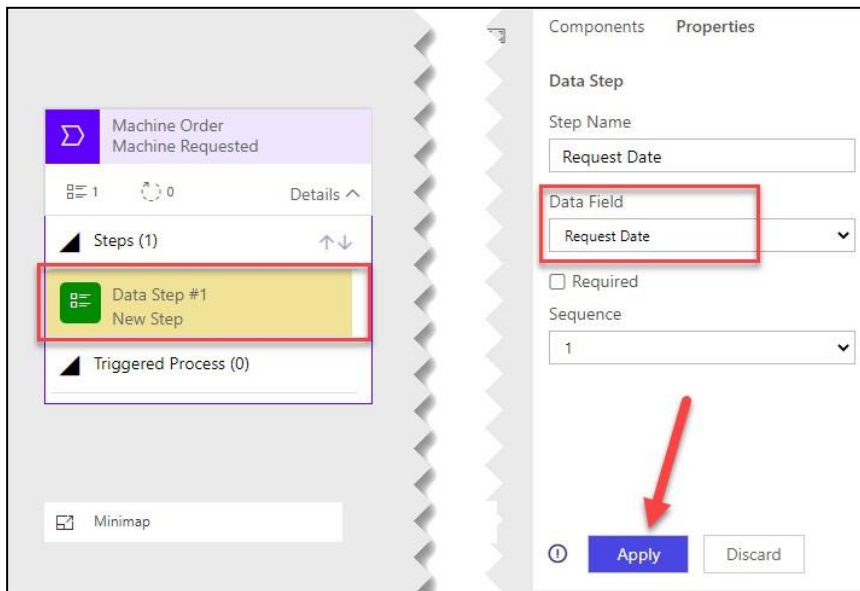 Machine Order
Machine Requested
1
0
Details
Steps (1)
Data Step #1
New Step
Triggered Process (0)
Minimap
Components Properties
Data Step
Step Name
Request Date
Data Field
Request Date
Required
Sequence
1
Apply Discard